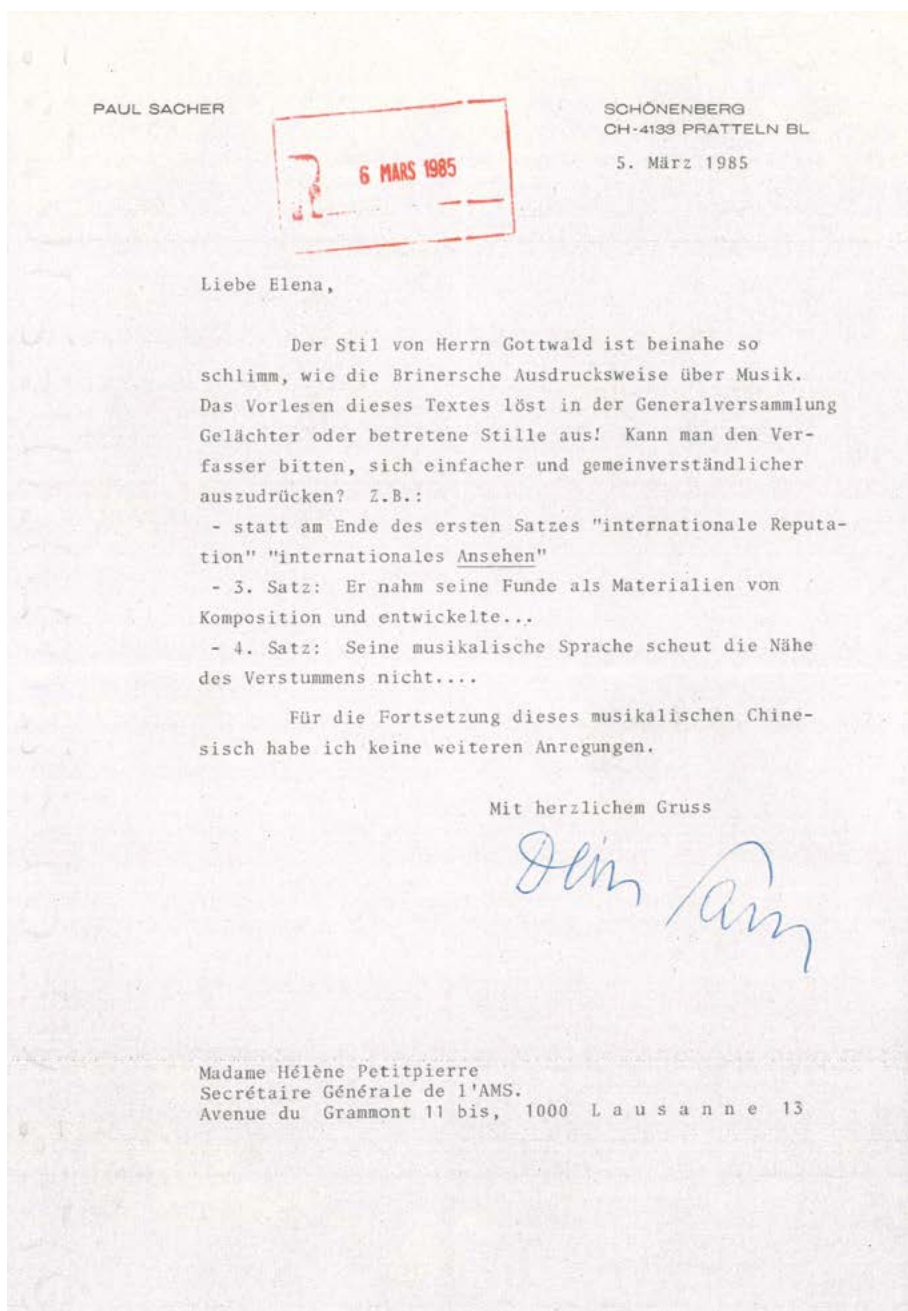 PAUL SACHER
SCHÖNENBERG
CH-4133 PRATTELN BL
6 MARS 1985
5. März 1985
Liebe Elena,
Der Stil von Herrn Gottwald ist beinahe so
schlimm, wie die Brinersche Ausdrucksweise über Musik.
Das Vorlesen dieses Textes löst in der Generalversammlung
Gelächter oder betretene Stille aus! Kann man den Ver-
fasser bitten, sich einfacher und gemeinverständlicher
auszudrücken? Z.B.:
- statt am Ende des ersten Satzes "internationale Reputa-
tion" "internationales Ansehen"
- 3. Satz: Er nahm seine Funde als Materialien von
Komposition und entwickelte...
- 4. Satz: Seine musikalische Sprache scheut die Nähe
des Verstummens nicht....
Für die Fortsetzung dieses musikalischen Chine-
sisch habe ich keine weiteren Anregungen.
Mit herzlichem Gruss
Dein
Madame Hélène Petitpierre
Secrétaire Générale de l'AMS.
Avenue du Grammont 11 bis, 1000 L a u s a n n e 13